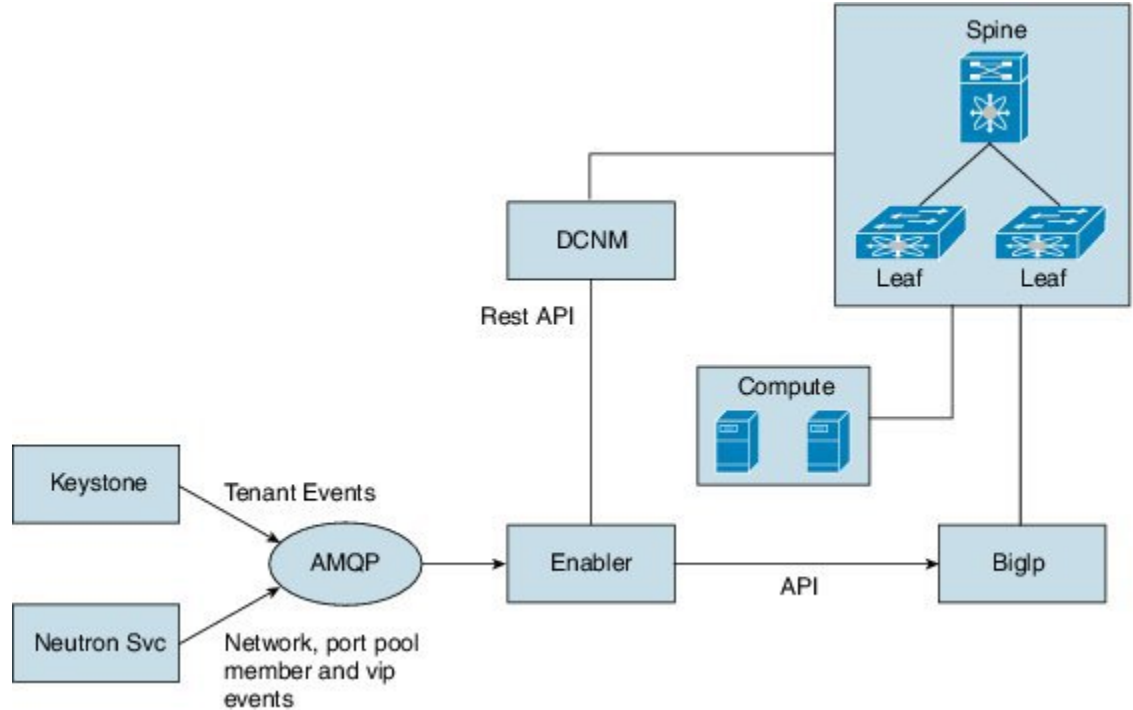 Spine
Leaf
Leaf
DCNM
Rest API
Compute
Keystone
Tenant Events
AMQP
Enabler
API
BigIp
Neutron Svc
Network, port pool
member and vip
events